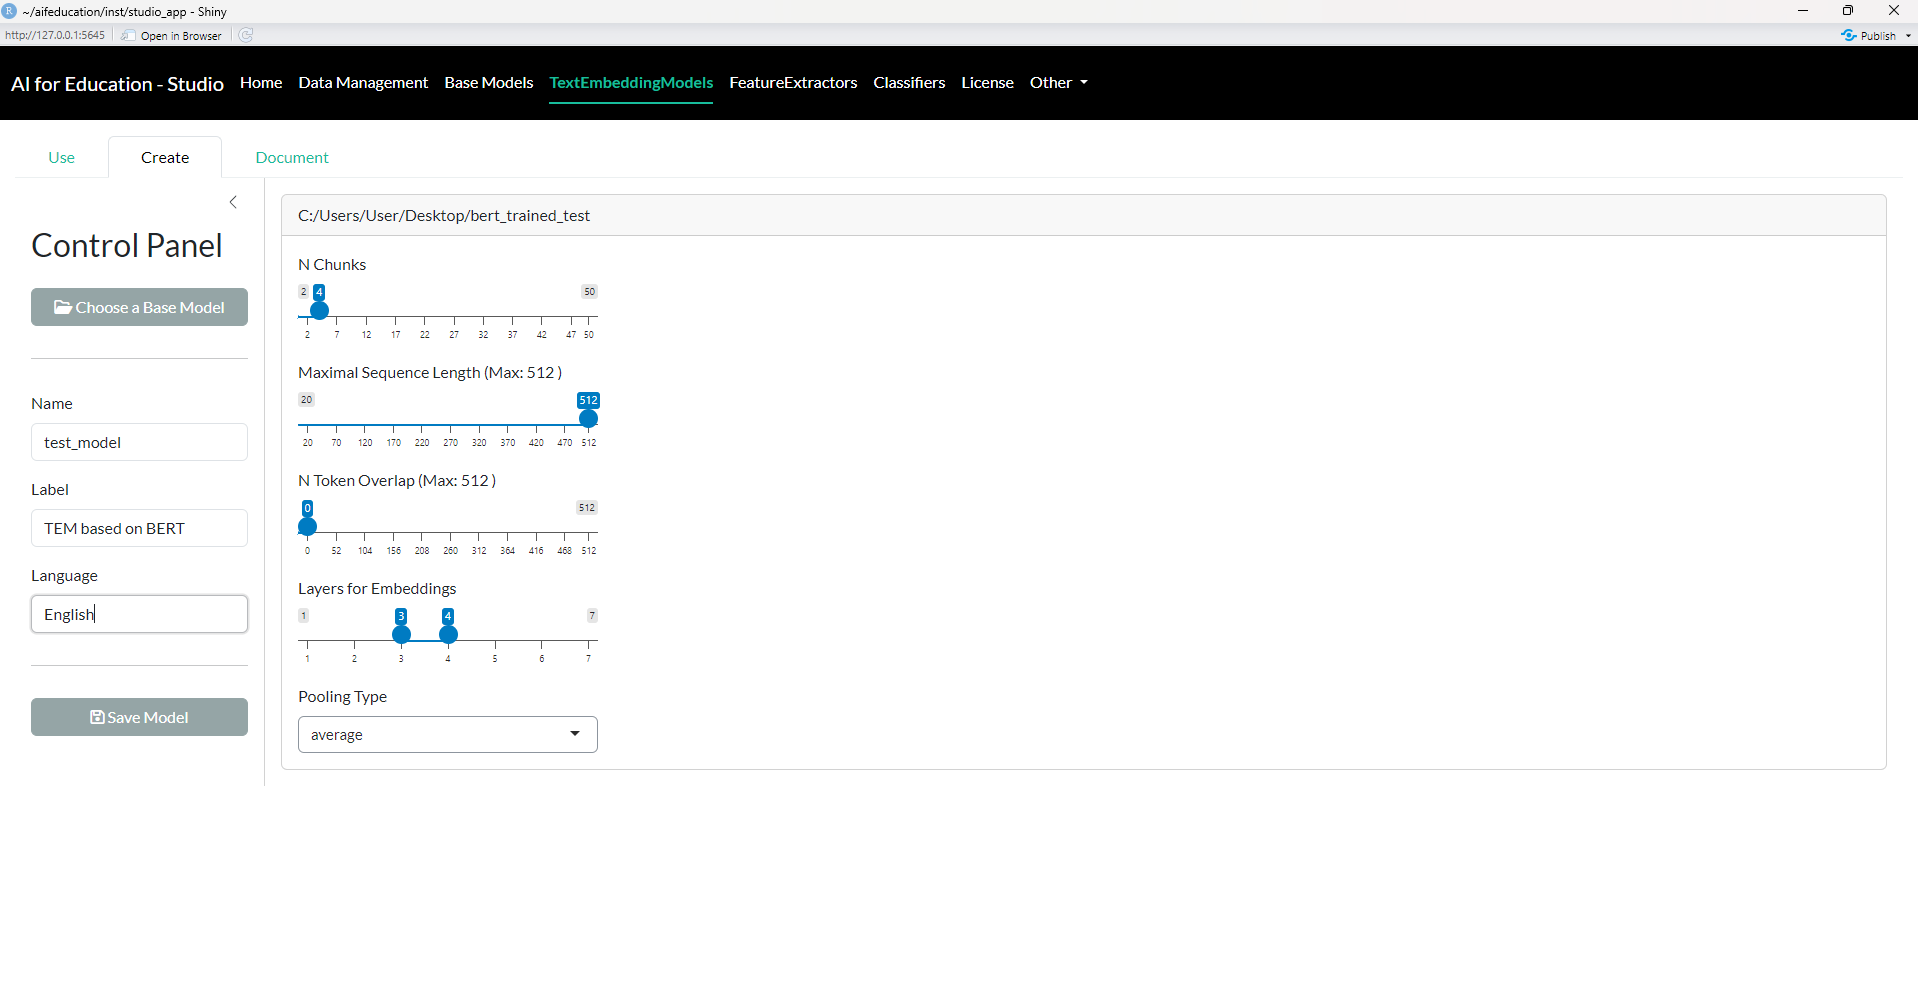 ~/aifeducation/inst/studio_app - Shiny
http://127.0.0.1:5645 Open in Browser Publish
AI for Education - Studio Home Data Management Base Models TextEmbeddingModels FeatureExtractors Classifiers License Other
Use Create Document
Control Panel
Choose a Base Model
Name
test_model
Label
TEM based on BERT
Language
English
Save Model
C:/Users/User/Desktop/bert_trained_test
N Chunks
2 4 50
2 7 12 17 22 27 32 37 42 47 50
Maximal Sequence Length (Max: 512 )
20 512
20 70 120 170 220 270 320 370 420 470 512
N Token Overlap (Max: 512 )
0 512
0 52 104 156 208 260 312 364 416 468 512
Layers for Embeddings
1 3 4 7
1 2 3 4 5 6 7
Pooling Type
average